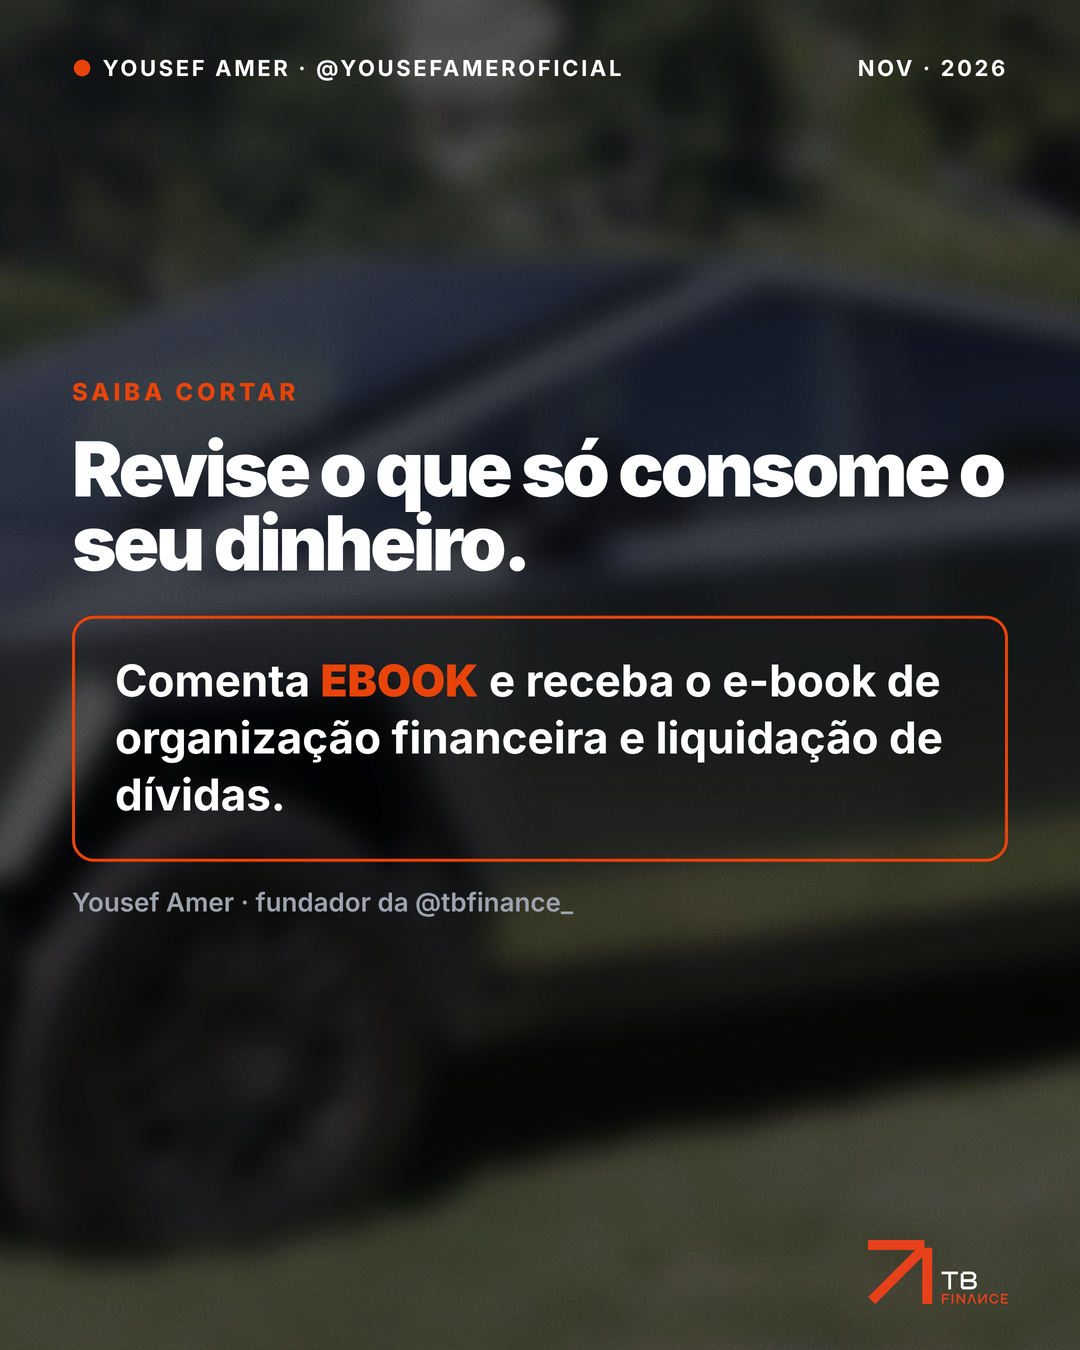 YOUSEF AMER · @YOUSEFAMEROFICIAL
NOV · 2026
SAIBA CORTAR
Revise o que só consome o
seu dinheiro.
Comenta EBOOK e receba o e-book de
organização financeira e liquidação de
dívidas.
Yousef Amer · fundador da @tbfinance_
TB
FINANCE